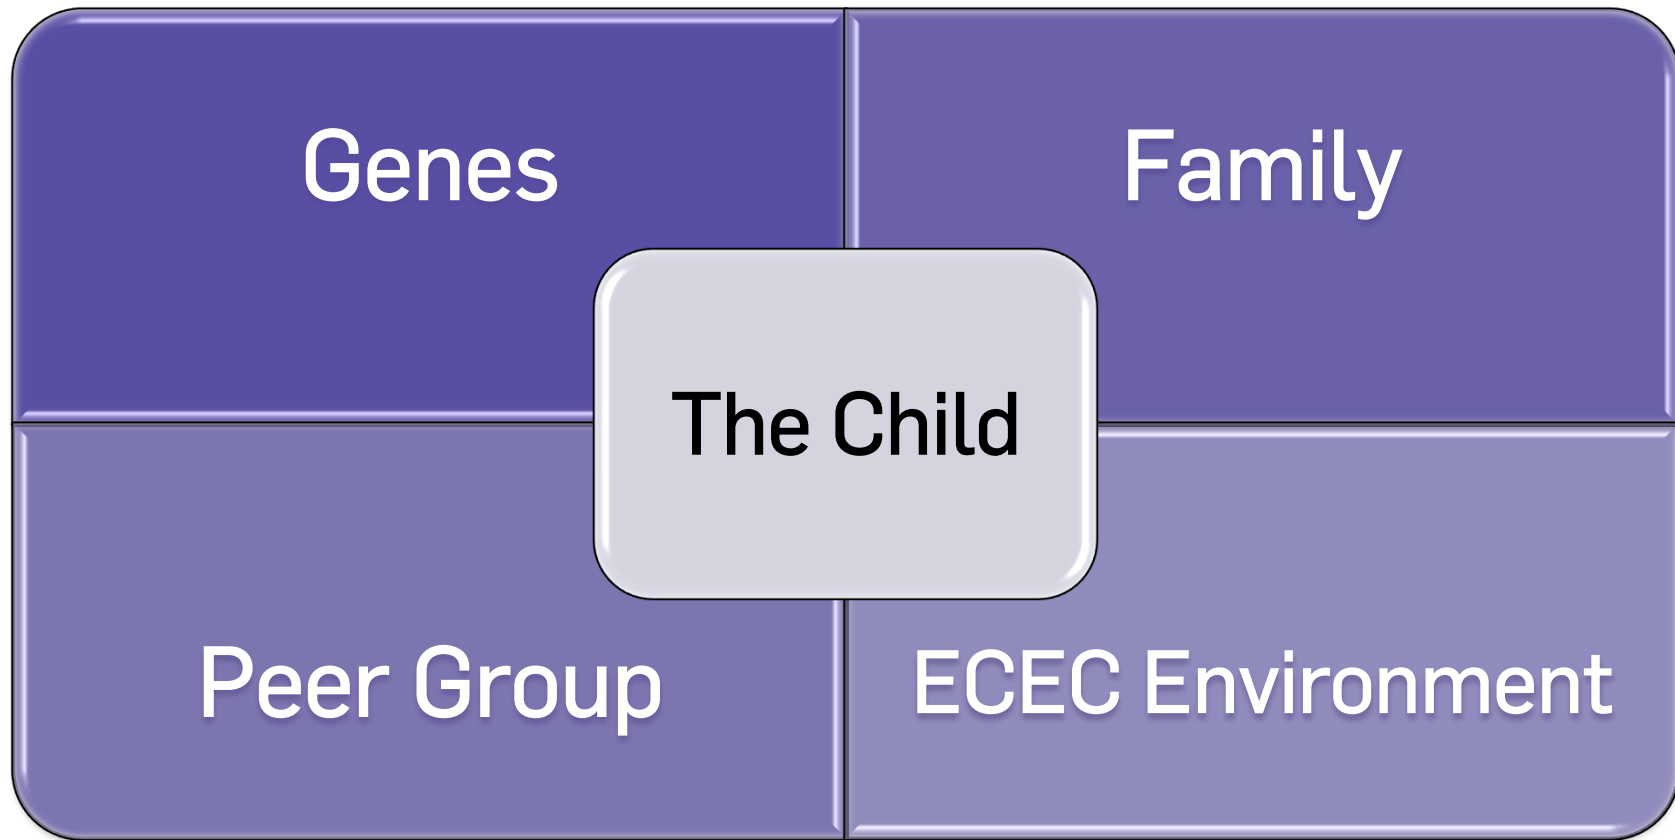 Genes
Family
The Child
Peer Group
ECEC Environment